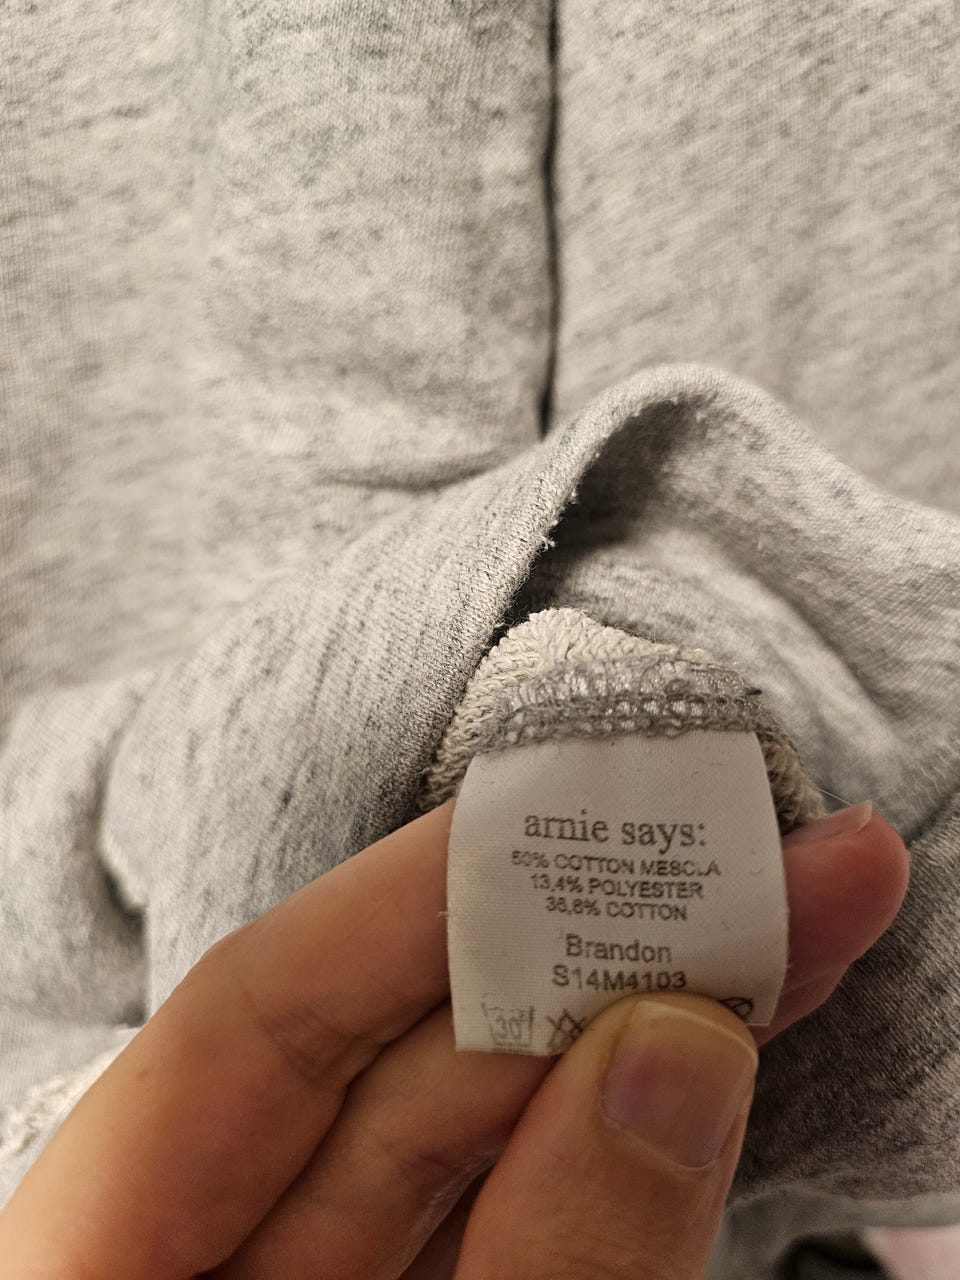 arnie says:
50% COTTON MESCLA
13,4% POLYESTER
36,6% COTTON
Brandon
S14M4103
30